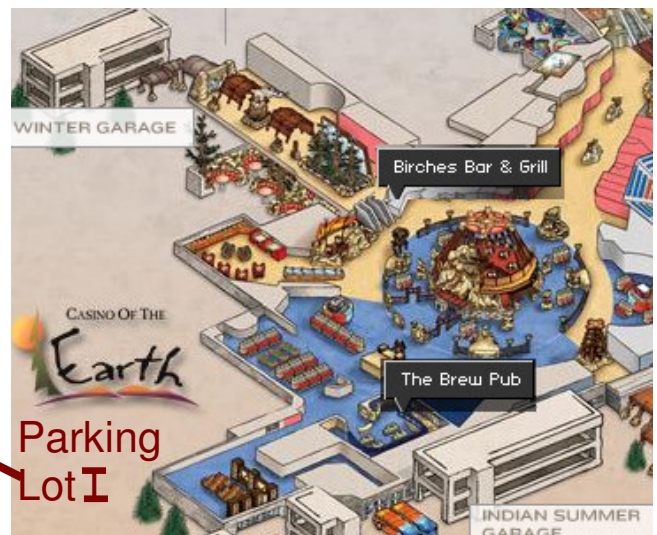 WINTER GARAGE
Birches Bar & Grill
CASINO OF THE
Earth
The Brew Pub
Parking
Lot I
INDIAN SUMMER
GARAGE